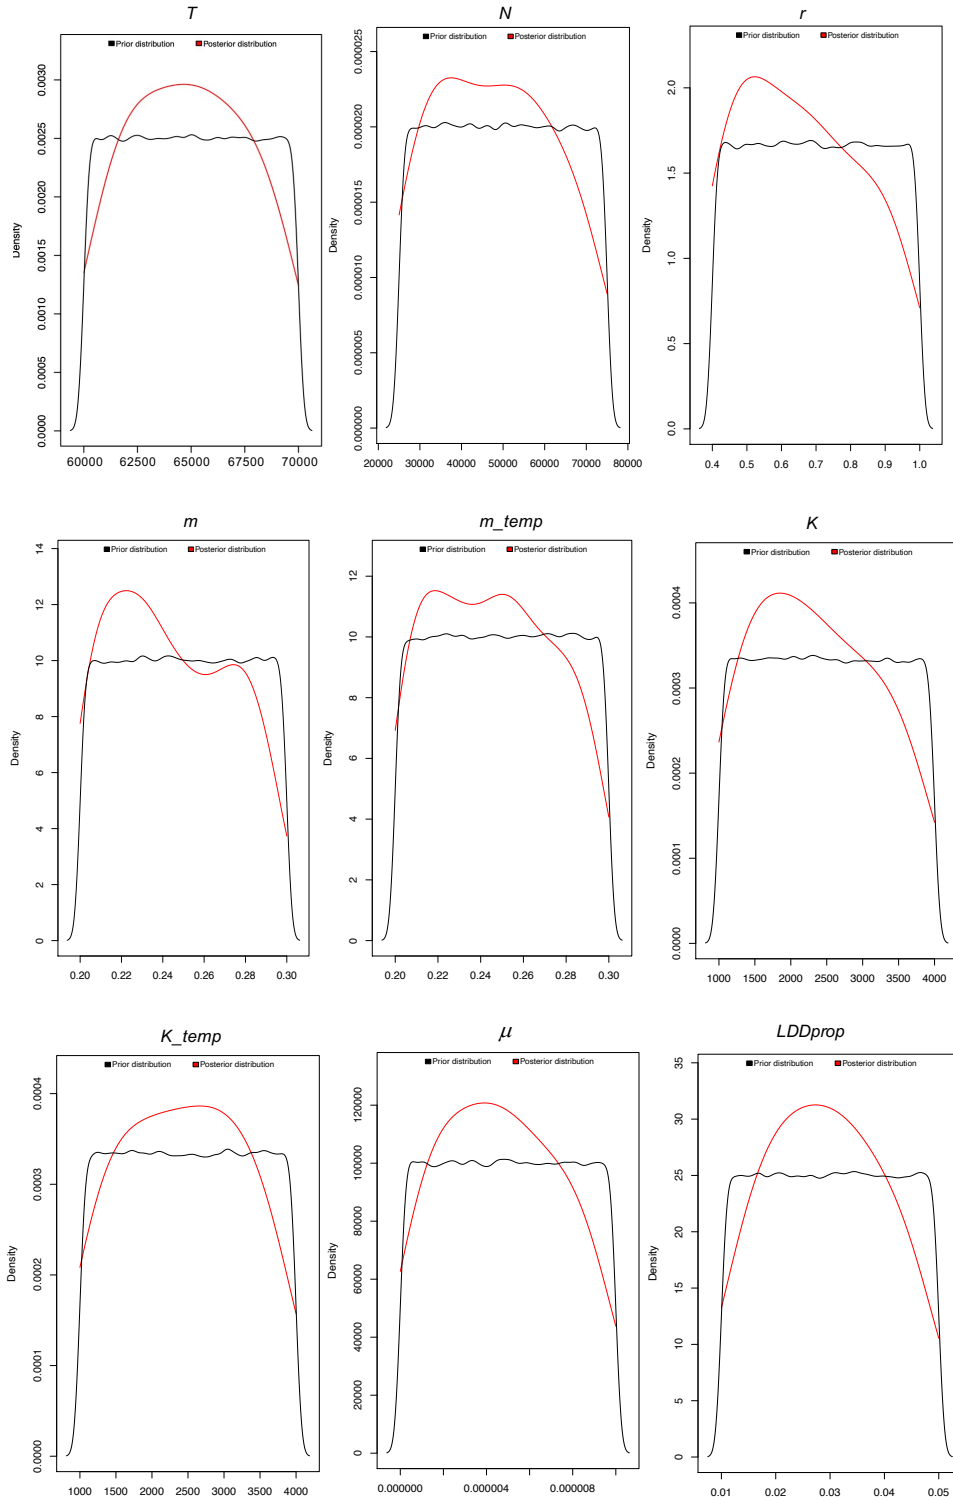 T
Prior distribution Posterior distribution
Density
0.0030
0.0025
0.0020
0.0015
0.0010
0.0005
0.0000
60000 62500 65000 67500 70000
N
Prior distribution Posterior distribution
Density
0.000025
0.000020
0.000015
0.000010
0.000005
0.000000
20000 30000 40000 50000 60000 70000 80000
r
Prior distribution Posterior distribution
Density
2.0
1.5
1.0
0.5
0.0
0.4 0.5 0.6 0.7 0.8 0.9 1.0
m
Prior distribution Posterior distribution
Density
14
12
10
8
6
4
2
0
0.20 0.22 0.24 0.26 0.28 0.30
m_temp
Prior distribution Posterior distribution
Density
12
10
8
6
4
2
0
0.20 0.22 0.24 0.26 0.28 0.30
K
Prior distribution Posterior distribution
Density
0.0004
0.0003
0.0002
0.0001
0.0000
1000 1500 2000 2500 3000 3500 4000
K_temp
Prior distribution Posterior distribution
Density
0.0004
0.0003
0.0002
0.0001
0.0000
1000 1500 2000 2500 3000 3500 4000
μ
Prior distribution Posterior distribution
Density
120000
100000
80000
60000
40000
20000
0
0.000000 0.000004 0.000008
LDDprop
Prior distribution Posterior distribution
Density
35
30
25
20
15
10
5
0
0.01 0.02 0.03 0.04 0.05